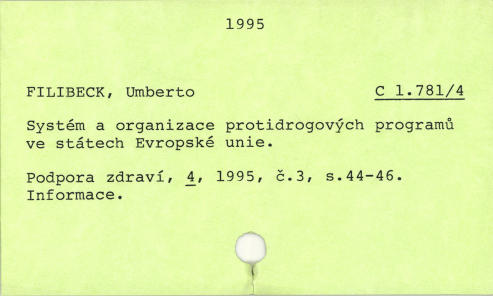 1995
FILIBECK, Umberto C 1.781/4
Systém a organizace protidrogových programů
ve státech Evropské unie.
Podpora zdraví, 4, 1995, č.3, s.44-46.
Informace.